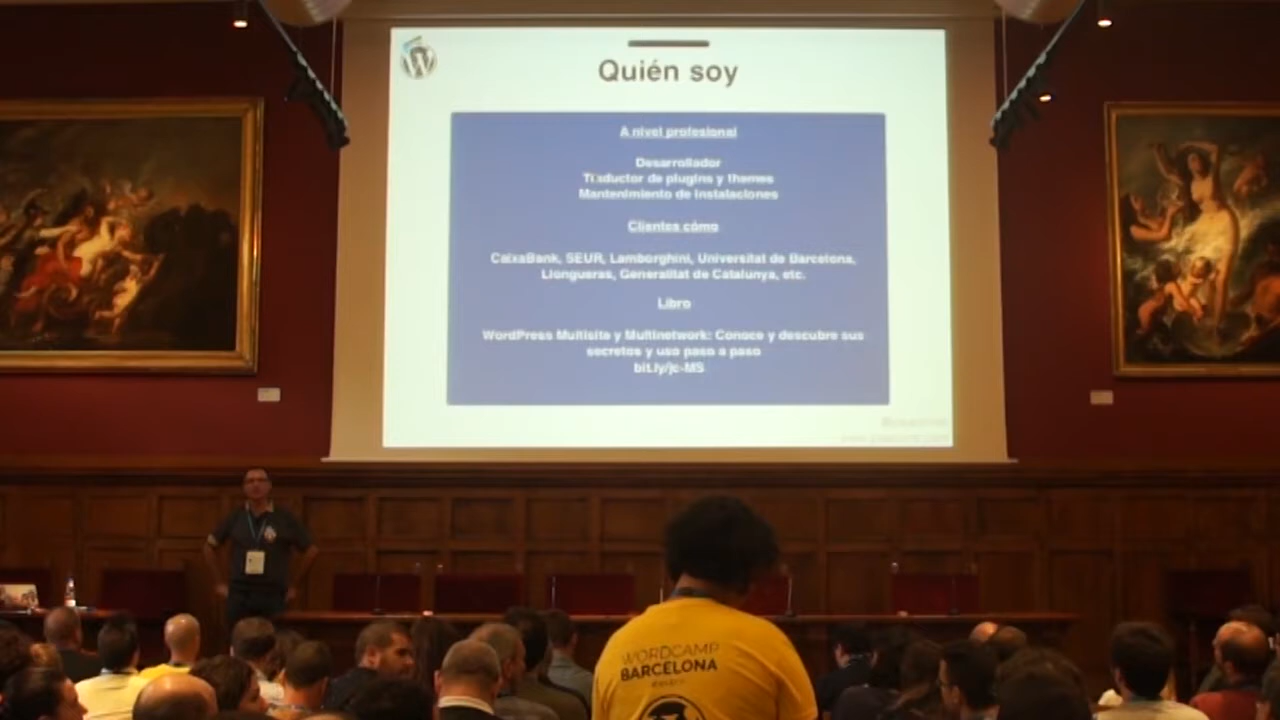 Quién soy
A nivel profesional
Desarrollador
Traductor de plugins y themes
Mantenimiento de instalaciones
Clientes cómo
CaixaBank, SEUR, Lamborghini, Universitat de Barcelona,
Llongueras, Generalitat de Catalunya, etc.
Libro
WordPress Multisite y Multinetwork: Conoce y descubre sus
secretos y uso paso a paso
bit.ly/jc-MS
WORDCAMP
BARCELONA